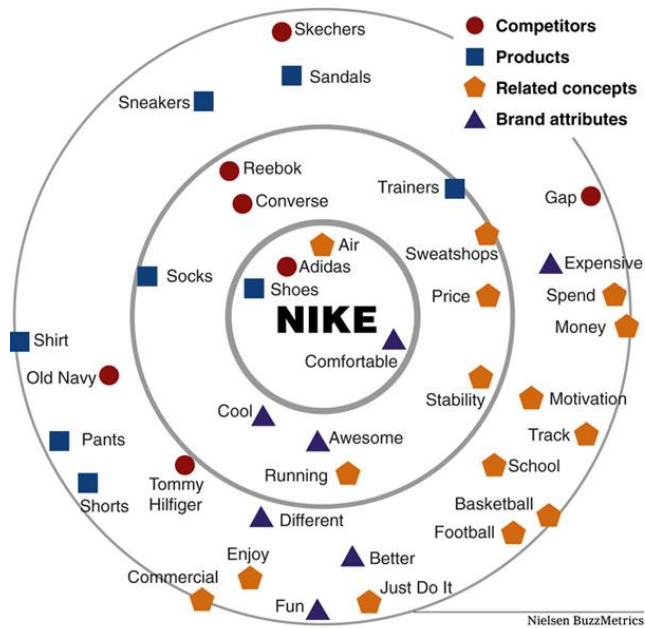 Skechers
Competitors
Products
Related concepts
Brand attributes
Sandals
Sneakers
Reebok
Converse
Trainers
Gap
Air
Sweatshops
Adidas
Expensive
Socks
Shoes
Price
Spend
NIKE
Money
Shirt
Comfortable
Old Navy
Stability
Motivation
Cool
Track
Pants
Awesome
School
Running
Tommy
Hilfiger
Shorts
Basketball
Different
Football
Enjoy
Better
Commercial
Just Do It
Fun
Nielsen BuzzMetrics